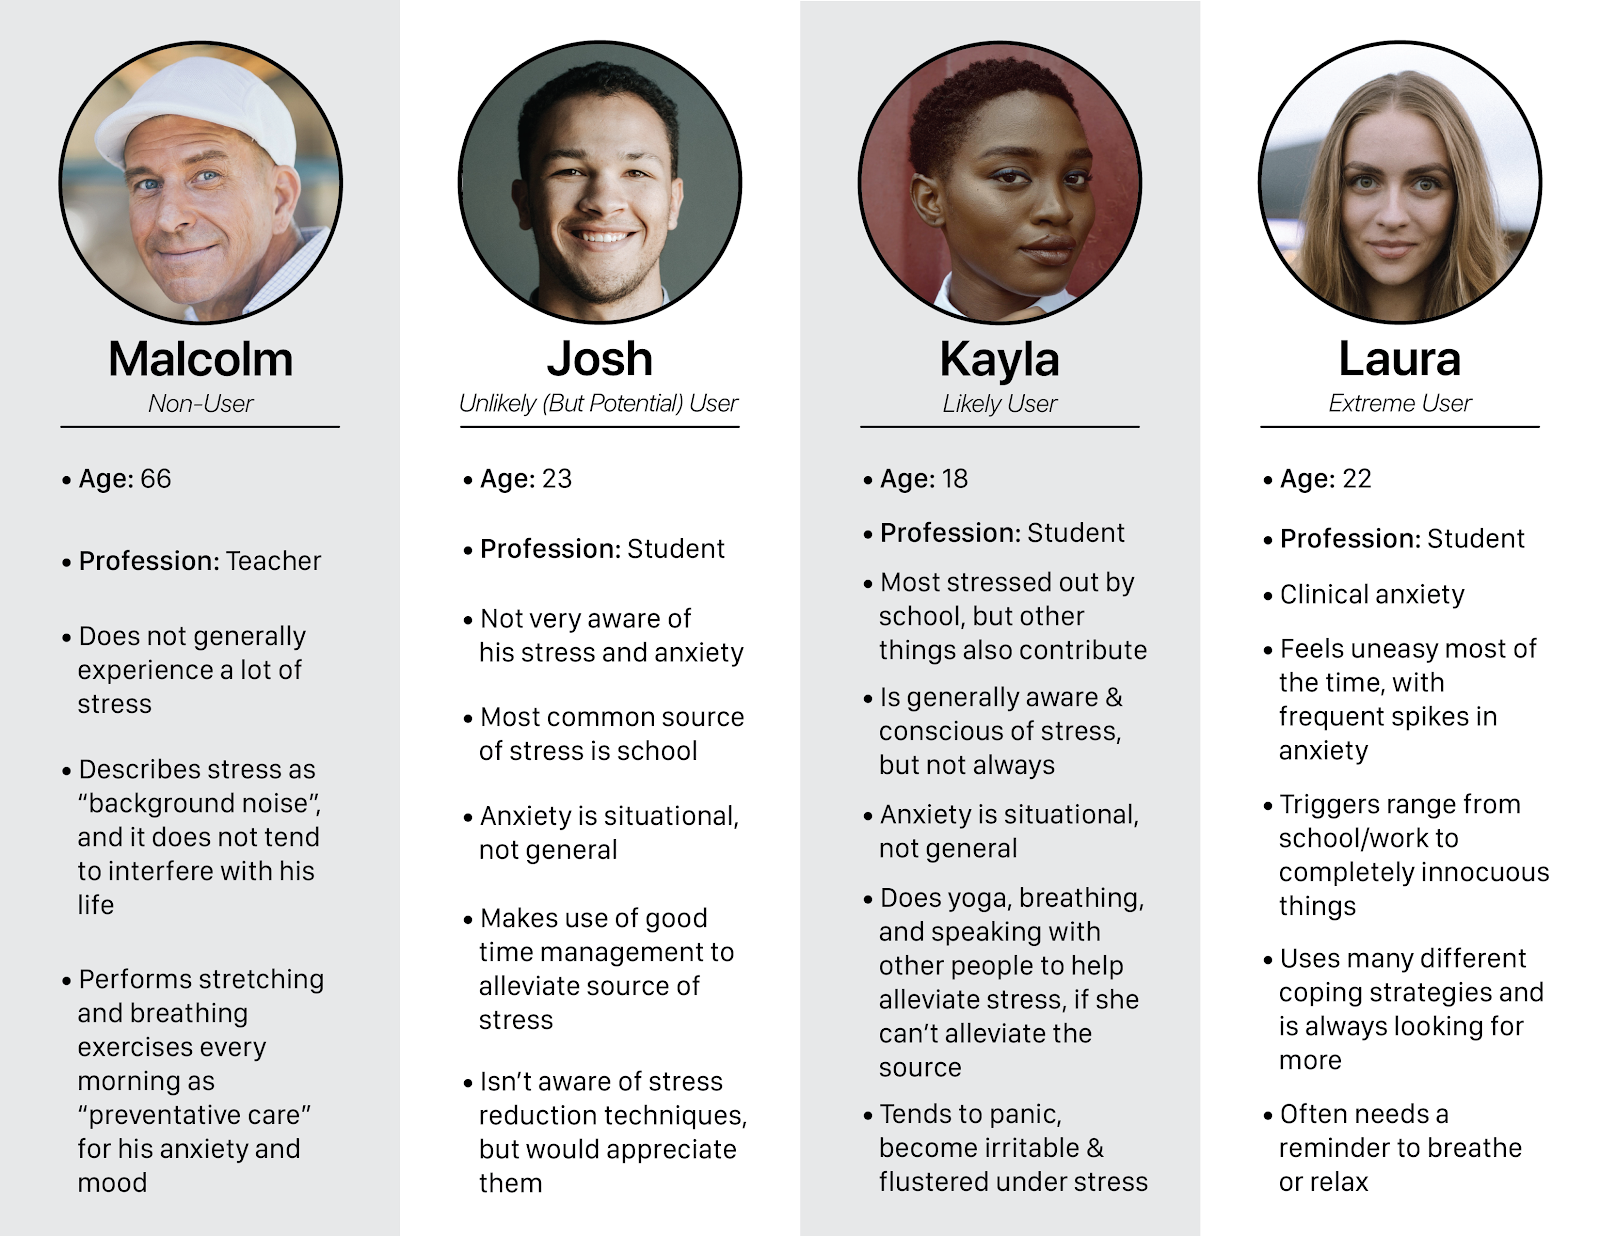 Malcolm
Non-User
• Age: 66
• Profession: Teacher
• Does not generally
experience a lot of
stress
• Describes stress as
“background noise”,
and it does not tend
to interfere with his
life
• Performs stretching
and breathing
exercises every
morning as
“preventative care”
for his anxiety and
mood
Josh
Unlikely (But Potential) User
• Age: 23
• Profession: Student
• Not very aware of
his stress and anxiety
• Most common source
of stress is school
• Anxiety is situational,
not general
• Makes use of good
time management to
alleviate source of
stress
• Isn’t aware of stress
reduction techniques,
but would appreciate
them
Kayla
Likely User
• Age: 18
• Profession: Student
• Most stressed out by
school, but other
things also contribute
• Is generally aware &
conscious of stress,
but not always
• Anxiety is situational,
not general
• Does yoga, breathing,
and speaking with
other people to help
alleviate stress, if she
can’t alleviate the
source
• Tends to panic,
become irritable &
flustered under stress
Laura
Extreme User
• Age: 22
• Profession: Student
• Clinical anxiety
• Feels uneasy most of
the time, with
frequent spikes in
anxiety
• Triggers range from
school/work to
completely innocuous
things
• Uses many different
coping strategies and
is always looking for
more
• Often needs a
reminder to breathe
or relax